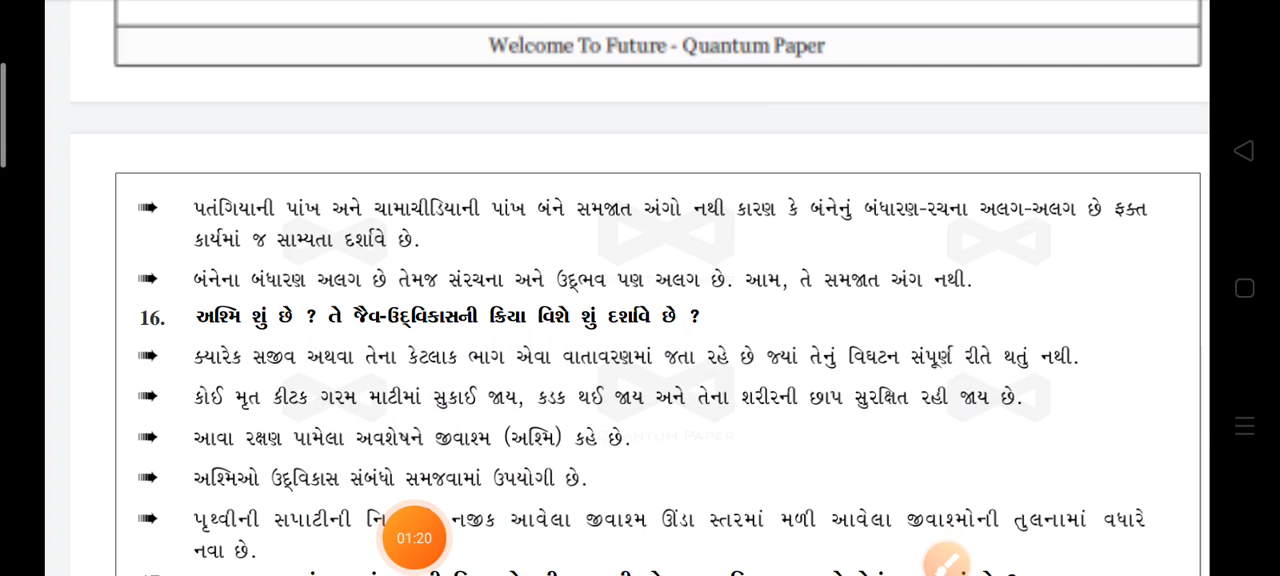 Welcome To Future - Quantum Paper
પતંગિયાની પાંખ અને ચામાચીડિયાની પાંખ બંને સમજાત અંગો નથી કારણ કે બંનેનું બંધારણ-રચના અલગ-અલગ છે ફક્ત
કાર્યમાં જ સામ્યતા દર્શાવે છે.
બંનેના બંધારણ અલગ છે તેમજ સંરચના અને ઉદ્ભવ પણ અલગ છે. આમ, તે સમજાત અંગ નથી.
16. અશ્મિ શું છે ? તે જૈવ-ઉદ્‌વિકાસની ક્રિયા વિશે શું દર્શાવે છે ?
ક્યારેક સજીવ અથવા તેના કેટલાક ભાગ એવા વાતાવરણમાં જતા રહે છે જ્યાં તેનું વિઘટન સંપૂર્ણ રીતે થતું નથી.
કોઈ મૃત કીટક ગરમ માટીમાં સુકાઈ જાય, કડક થઈ જાય અને તેના શરીરની છાપ સુરક્ષિત રહી જાય છે.
આવા રક્ષણ પામેલા અવશેષને જીવાશ્મ (અશ્મિ) કહે છે.
QUANTUM PAPER
અશ્મિઓ ઉદ્‌વિકાસ સંબંધો સમજવામાં ઉપયોગી છે.
પૃથ્વીની સપાટીની નજીક આવેલા જીવાશ્મ ઊંડા સ્તરમાં મળી આવેલા જીવાશ્મોની તુલનામાં વધારે
01:20
નવા છે.